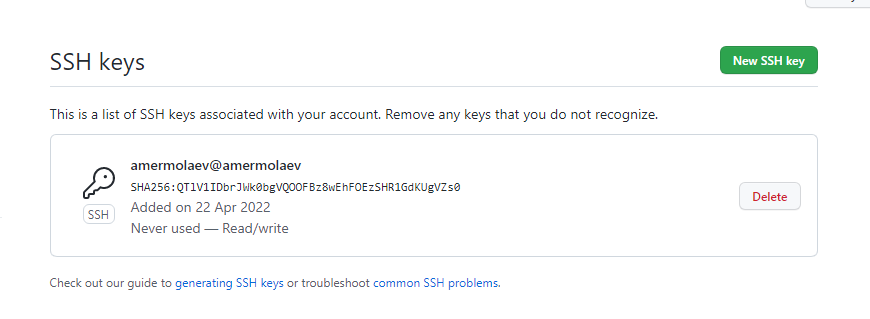 SSH keys
New SSH key
This is a list of SSH keys associated with your account. Remove any keys that you do not recognize.
amermolaev@amermolaev
SHA256:QTlV1IDbrJWk0bgVQOOFBz8wEhFOEzSHR1GdKUgVZs0
SSH
Added on 22 Apr 2022
Never used — Read/write
Delete
Check out our guide to generating SSH keys or troubleshoot common SSH problems.